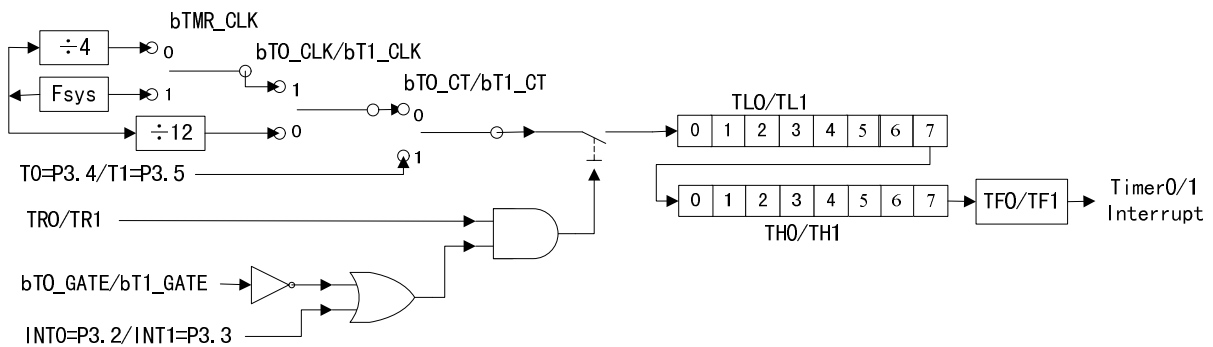 bTMR_CLK
÷4
0
bT0_CLK/bT1_CLK
Fsys
1
1
bT0_CT/bT1_CT
0
÷12
0
TL0/TL1
0 1 2 3 4 5 6 7
1
T0=P3.4/T1=P3.5
TR0/TR1
0 1 2 3 4 5 6 7
TH0/TH1
TF0/TF1
Timer0/1
Interrupt
bT0_GATE/bT1_GATE
INT0=P3.2/INT1=P3.3